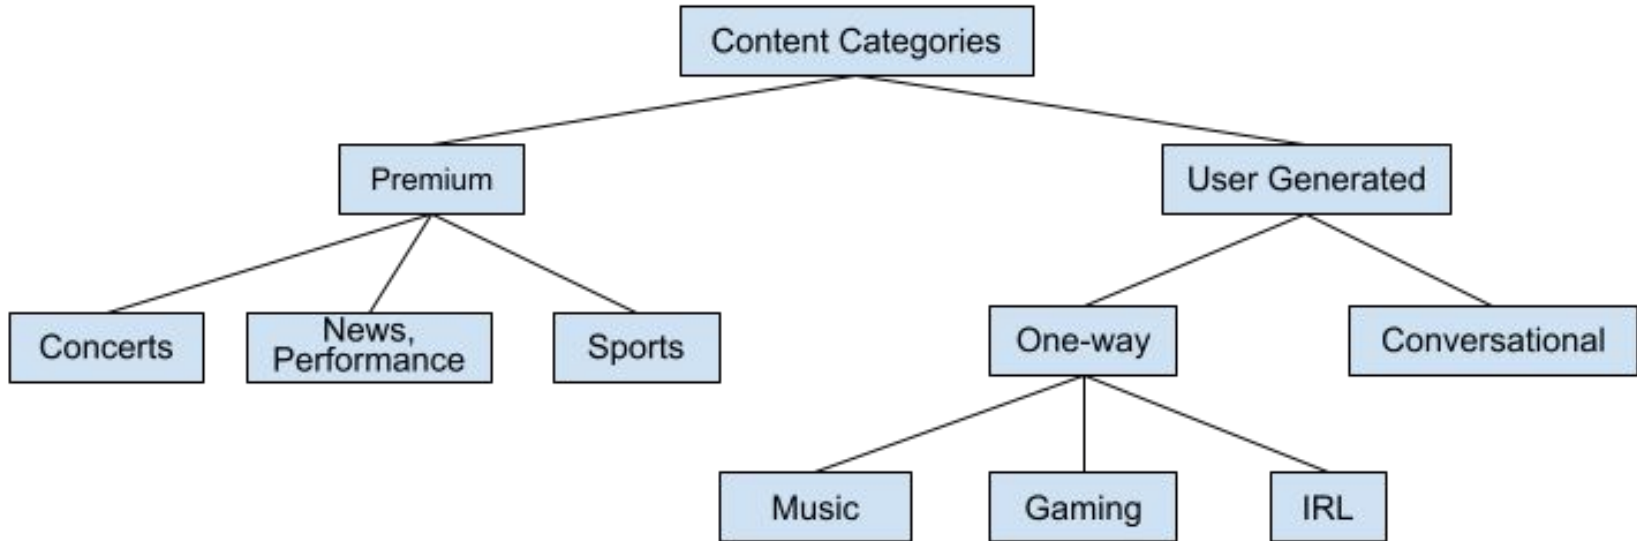 Content Categories
Premium
User Generated
Concerts
News,
Performance
Sports
One-way
Conversational
Music
Gaming
IRL